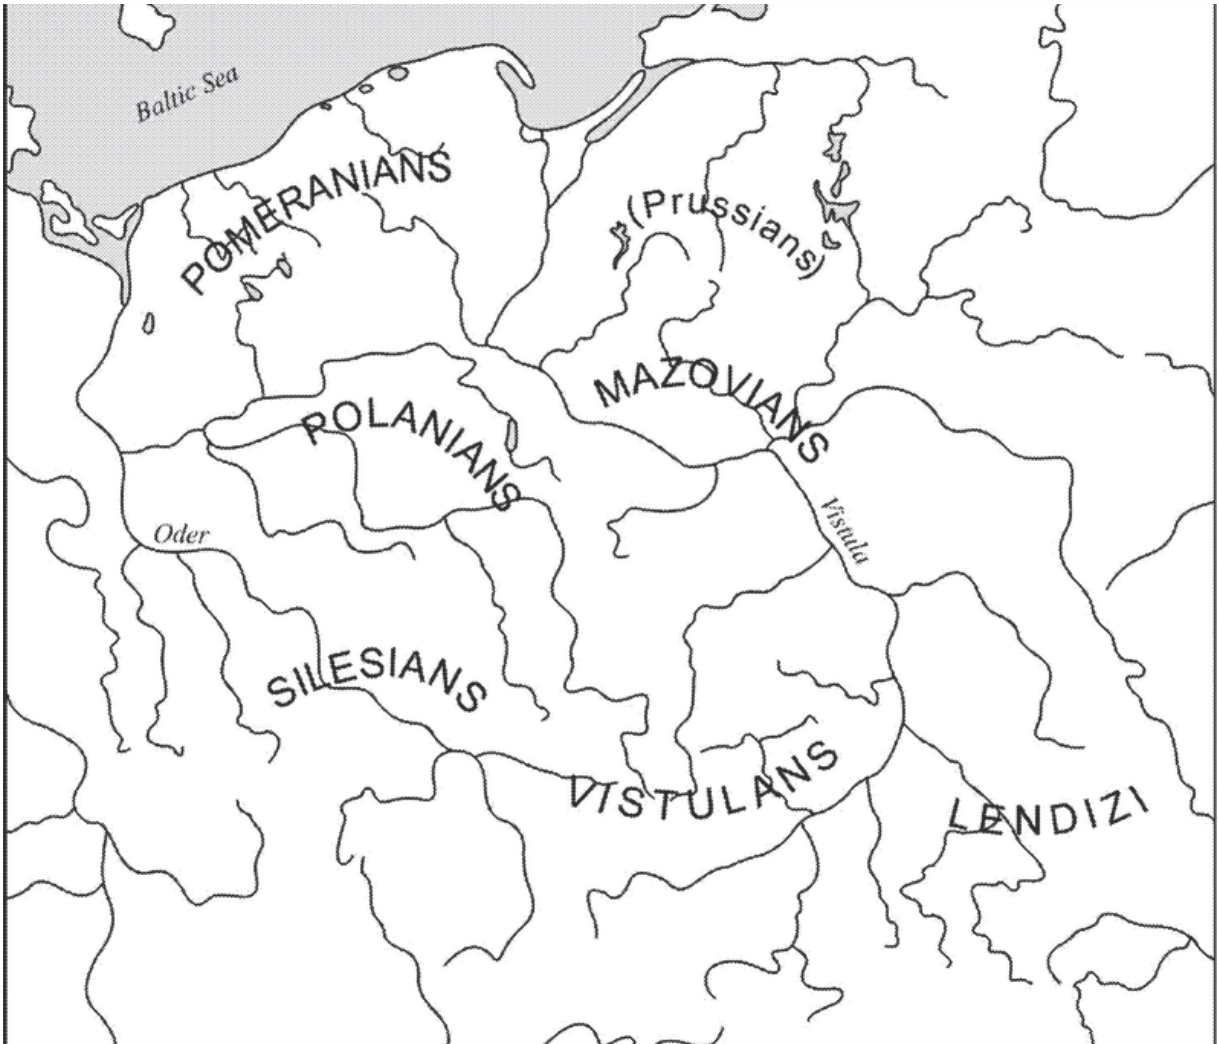 Baltic Sea
POMERANIANS
(Prussians)
MAZOVIANS
POLANIANS
Vistula
Oder
SILESIANS
VISTULANS
LENDIZI